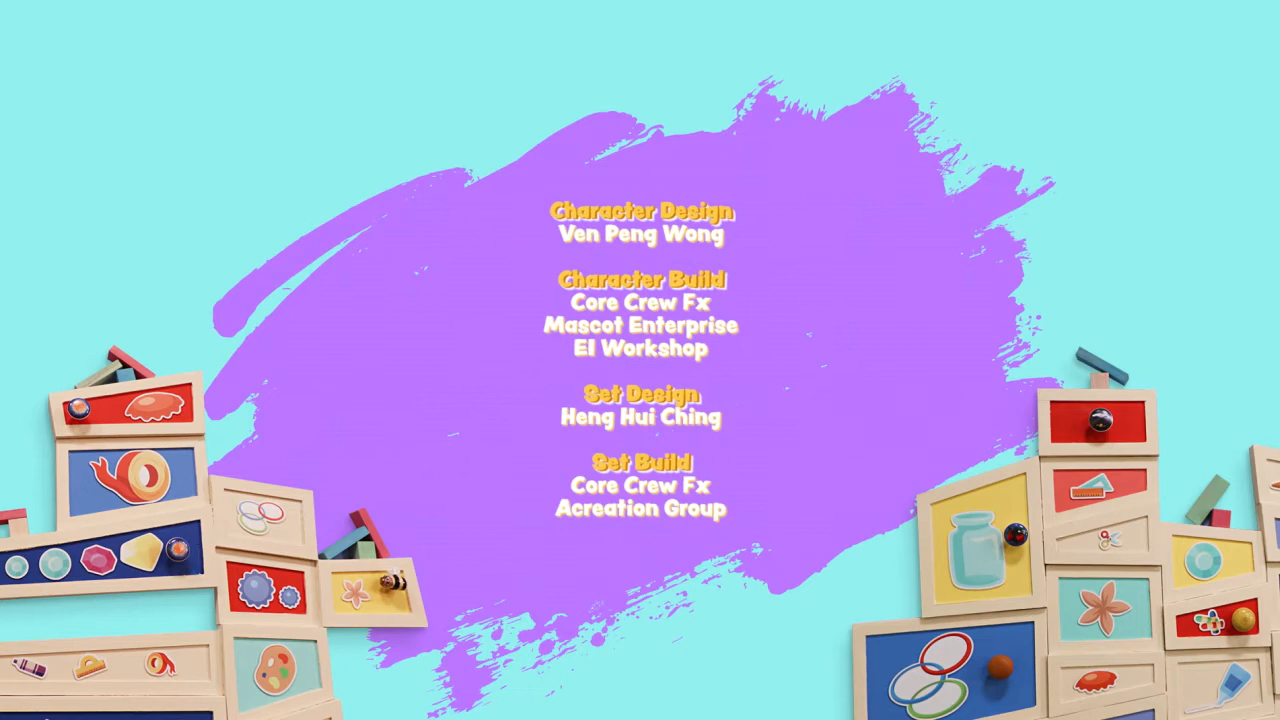 Character Design
Ven Peng Wong
Character Build
Core Crew Fx
Mascot Enterprise
EI Workshop
Set Design
Heng Hui Ching
Set Build
Core Crew Fx
Acreation Group